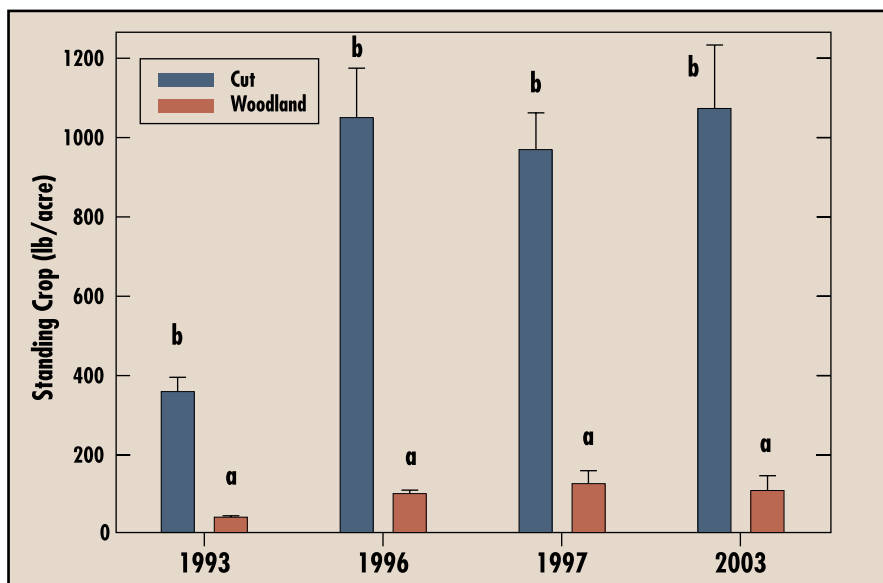 Standing Crop (lb/acre)
1200
1000
800
600
400
200
0
Cut
Woodland
b
b
b
b
b
a
a
a
a
1993
1996
1997
2003